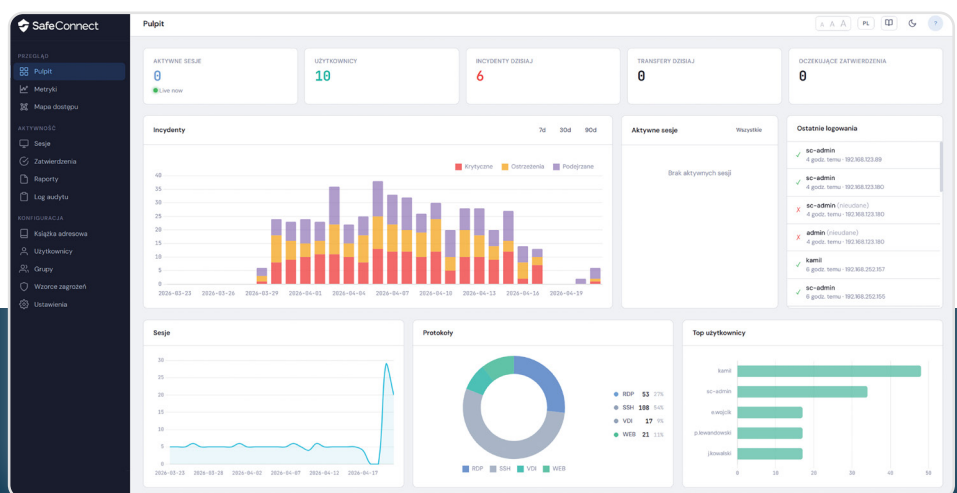 SafeConnect
Pulpit
A A A
PL
?
PRZEGLĄD
Pulpit
Metryki
Mapa dostępu
AKTYWNOŚĆ
Sesje
Zatwierdzenia
Raporty
Log audytu
KONFIGURACJA
Książka adresowa
Użytkownicy
Grupy
Wzorce zagrożeń
Ustawienia
AKTYWNE SESJE
0
Live now
UŻYTKOWNICY
10
INCYDENTY DZISIAJ
6
TRANSFERY DZISIAJ
0
OCZEKUJĄCE ZATWIERDZENIA
0
Incydenty
7d 30d 90d
Krytyczne Ostrzeżenia Podejrzane
40
35
30
25
20
15
10
5
0
2026-03-23 2026-03-26 2026-03-29 2026-04-01 2026-04-04 2026-04-07 2026-04-10 2026-04-13 2026-04-16 2026-04-19
Aktywne sesje
Wszystkie
Brak aktywnych sesji
Ostatnie logowania
sc-admin
4 godz. temu · 192.168.123.89
sc-admin
4 godz. temu · 192.168.123.180
sc-admin (nieudane)
4 godz. temu · 192.168.123.180
admin (nieudane)
4 godz. temu · 192.168.123.180
kamil
6 godz. temu · 192.168.252.157
sc-admin
6 godz. temu · 192.168.252.155
Sesje
30
25
20
15
10
5
0
2026-03-23 2026-03-28 2026-04-02 2026-04-07 2026-04-12 2026-04-17
Protokoły
RDP 53 27%
SSH 108 54%
VDI 17 9%
WEB 21 11%
RDP SSH VDI WEB
Top użytkownicy
kamil
sc-admin
e.wojcik
p.lewandowski
j.kowalski
0 10 20 30 40 50